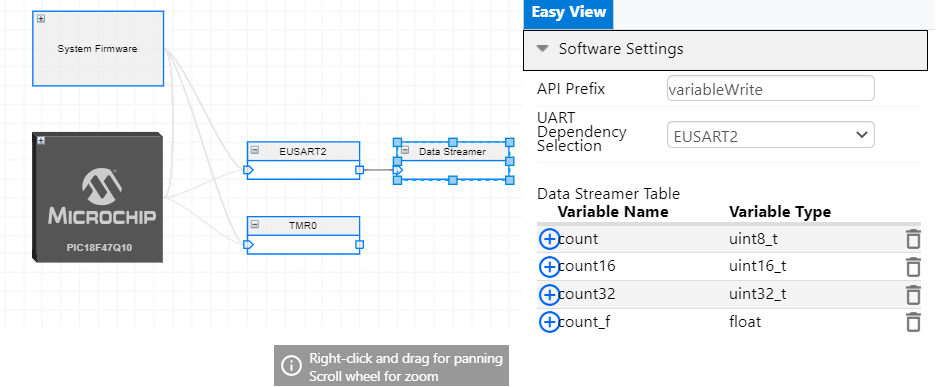 System Firmware
MICROCHIP
PIC18F47Q10
EUSART2
Data Streamer
TMR0
Right-click and drag for panning
Scroll wheel for zoom
Easy View
Software Settings
API Prefix
variableWrite
UART
Dependency
Selection
EUSART2
Data Streamer Table
Variable Name Variable Type
count uint8_t
count16 uint16_t
count32 uint32_t
count_f float